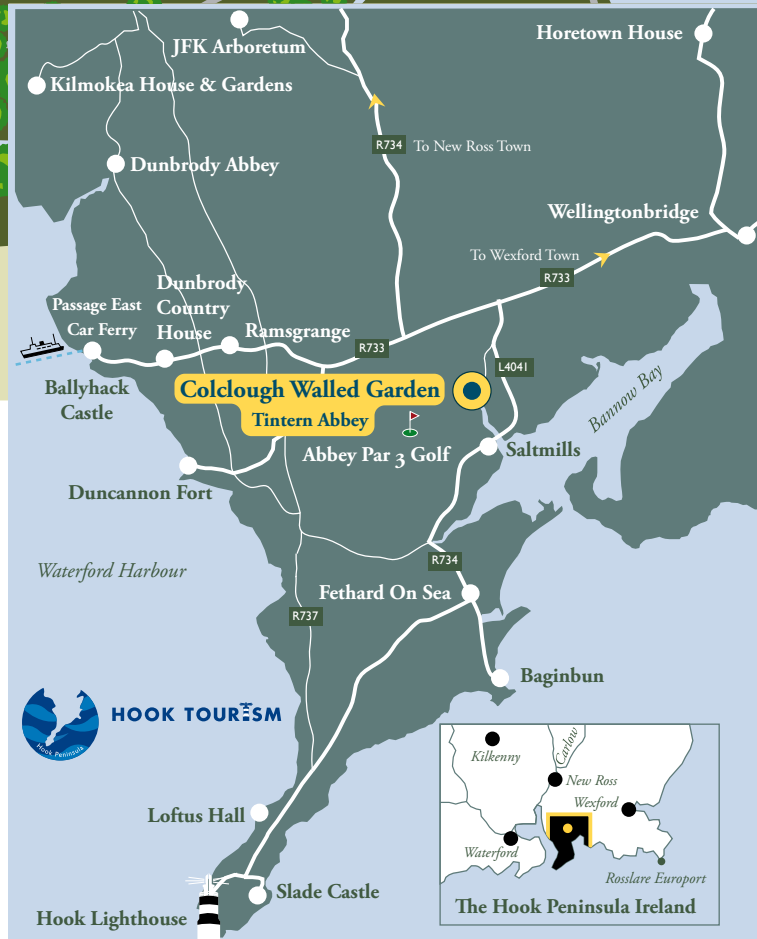 Horetown House
JFK Arboretum
Kilmokea House & Gardens
R734
To New Ross Town
Dunbrody Abbey
Wellingtonbridge
To Wexford Town
R733
Dunbrody
Country
House
Passage East
Car Ferry
Ramsgrange
R733
L4041
Ballyhack
Castle
Colclough Walled Garden
Tintern Abbey
Bannow Bay
Abbey Par 3 Golf
Saltmills
Duncannon Fort
Waterford Harbour
R734
Fethard On Sea
R737
Baginbun
HOOK TOURISM
Hook Peninsula
Kilkenny
Carlow
New Ross
Wexford
Waterford
Rosslare Europort
The Hook Peninsula Ireland
Loftus Hall
Slade Castle
Hook Lighthouse